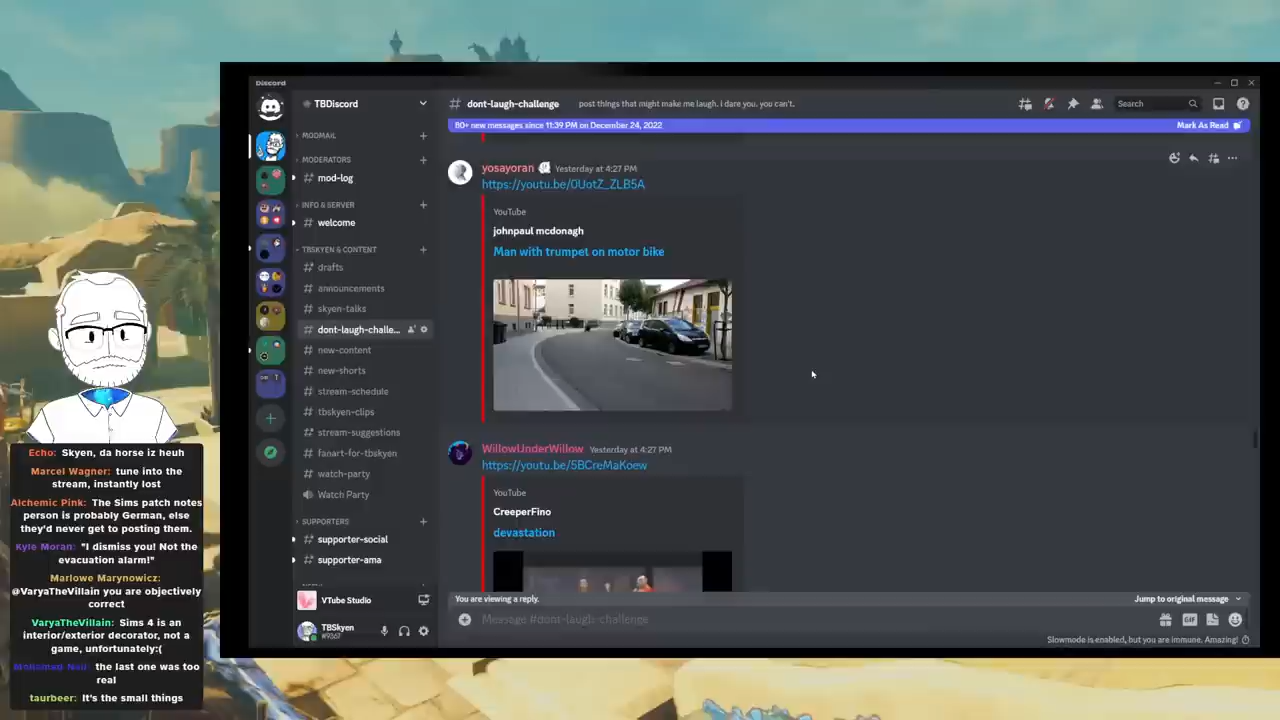 Discord
TBDiscord
# dont-laugh-challenge
post things that might make me laugh. i dare you. you can't.
Search
80+ new messages since 11:39 PM on December 24, 2022
Mark As Read
MODMAIL
MODERATORS
mod-log
INFO & SERVER
# welcome
TBSKYEN & CONTENT
drafts
# announcements
# skyen-talks
# dont-laugh-challe...
# new-content
# new-shorts
# stream-schedule
# tbskyen-clips
stream-suggestions
# fanart-for-tbskyen
# watch-party
Watch Party
SUPPORTERS
# supporter-social
# supporter-ama
VTube Studio
TBSkyen
#9367
yosayoran Yesterday at 4:27 PM
https://youtu.be/0UotZ_ZLB5A
YouTube
johnpaul mcdonagh
Man with trumpet on motor bike
WillowUnderWillow Yesterday at 4:27 PM
https://youtu.be/5BCreMaKoew
YouTube
CreeperFino
devastation
You are viewing a reply.
Jump to original message
Message #dont-laugh-challenge
GIF
Slowmode is enabled, but you are immune. Amazing!
Echo: Skyen, da horse iz heuh
Marcel Wagner: tune into the
stream, instantly lost
Alchemic Pink: The Sims patch notes
person is probably German, else
they'd never get to posting them.
Kyle Moran: "I dismiss you! Not the
evacuation alarm!"
Marlowe Marynowicz:
@VaryaTheVillain you are objectively
correct
VaryaTheVillain: Sims 4 is an
interior/exterior decorator, not a
game, unfortunately:(
the last one was too
real
taurbeer: It's the small things